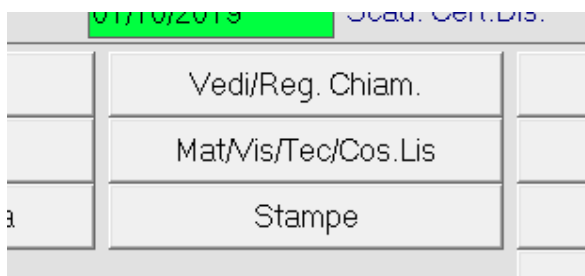 01/10/2019 Scad. Cert.Dis.
Vedi/Reg. Chiam.
Mat/Vis/Tec/Cos.Lis
a Stampe